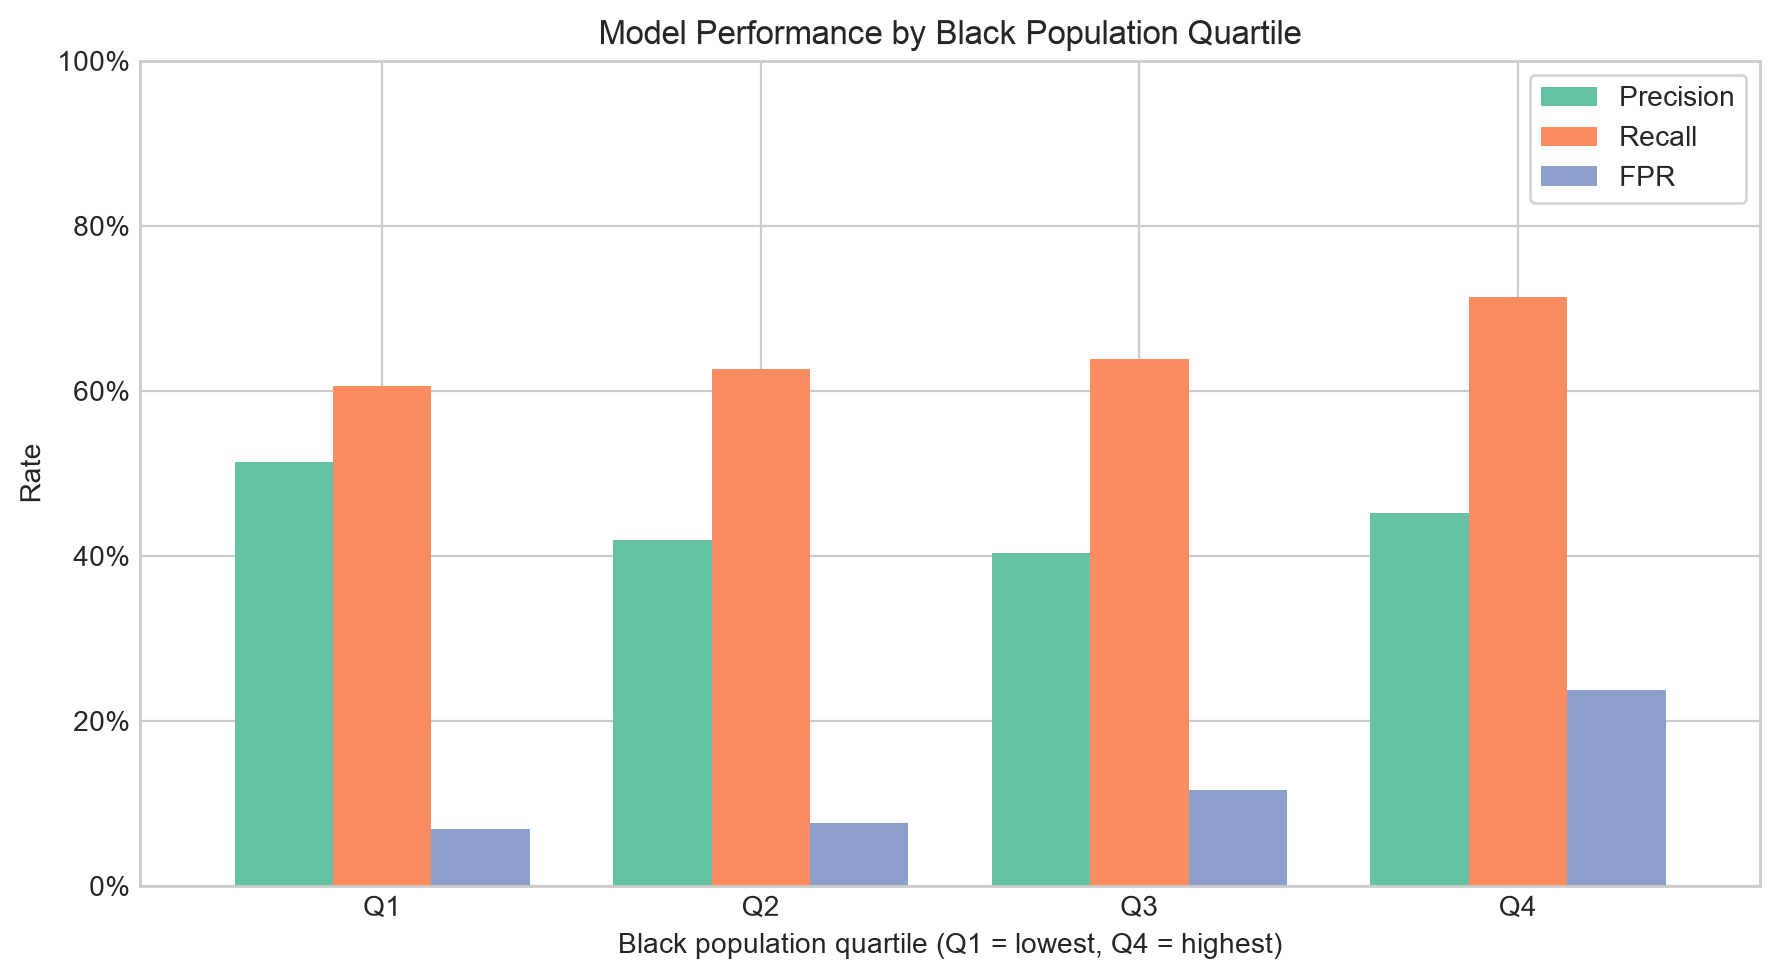 Model Performance by Black Population Quartile
100%
80%
60%
40%
20%
0%
Rate
Precision
Recall
FPR
Q1
Q2
Q3
Q4
Black population quartile (Q1 = lowest, Q4 = highest)